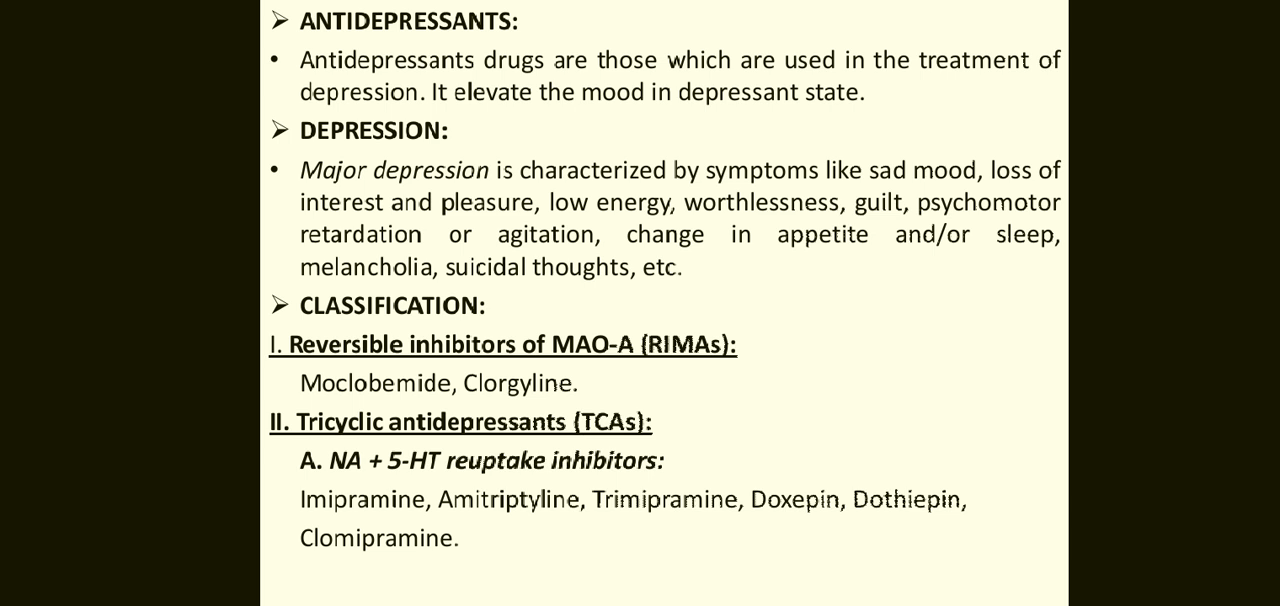 ➢ ANTIDEPRESSANTS:
• Antidepressants drugs are those which are used in the treatment of
depression. It elevate the mood in depressant state.
➢ DEPRESSION:
• Major depression is characterized by symptoms like sad mood, loss of
interest and pleasure, low energy, worthlessness, guilt, psychomotor
retardation or agitation, change in appetite and/or sleep,
melancholia, suicidal thoughts, etc.
➢ CLASSIFICATION:
I. Reversible inhibitors of MAO-A (RIMAs):
Moclobemide, Clorgyline.
II. Tricyclic antidepressants (TCAs):
A. NA + 5-HT reuptake inhibitors:
Imipramine, Amitriptyline, Trimipramine, Doxepin, Dothiepin,
Clomipramine.